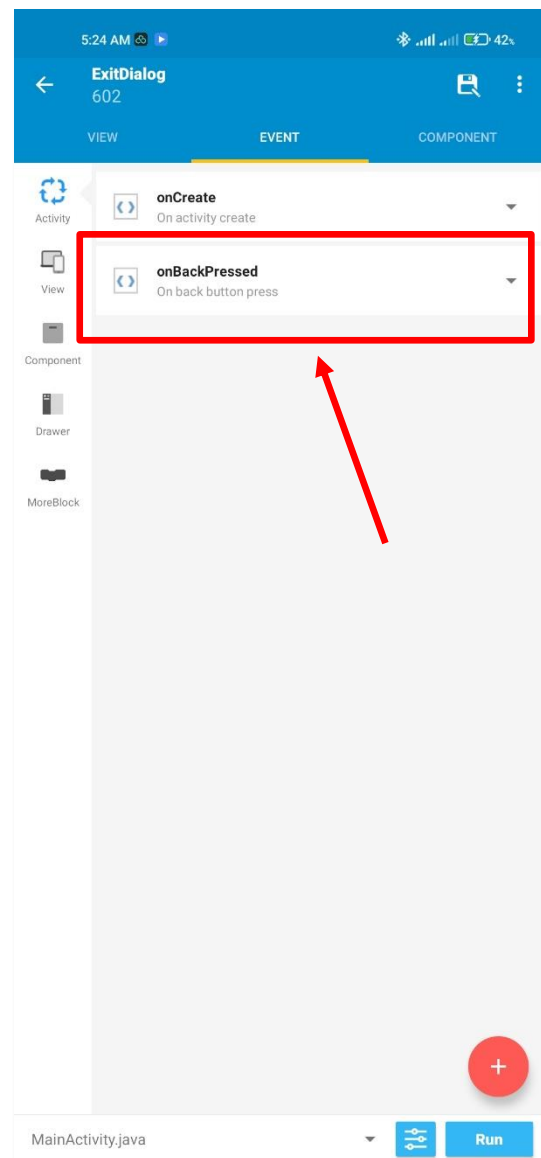 5:24 AM 42%
ExitDialog
602
VIEW EVENT COMPONENT
Activity
onCreate
On activity create
View
onBackPressed
On back button press
Component
Drawer
MoreBlock
+
MainActivity.java Run